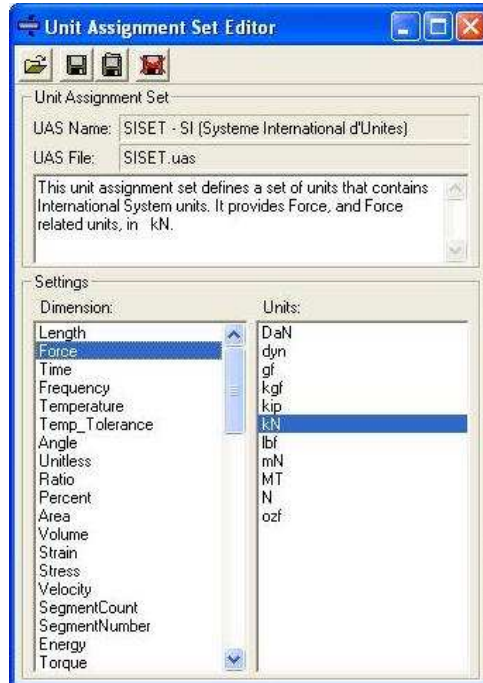 Unit Assignment Set Editor
Unit Assignment Set
UAS Name: SISET - SI (Systeme International d'Unites)
UAS File: SISET.uas
This unit assignment set defines a set of units that contains
International System units. It provides Force, and Force
related units, in kN.
Settings
Dimension:
Length
Force
Time
Frequency
Temperature
Temp_Tolerance
Angle
Unitless
Ratio
Percent
Area
Volume
Strain
Stress
Velocity
SegmentCount
SegmentNumber
Energy
Torque
Units:
DaN
dyn
gf
kgf
kip
kN
lbf
mN
MT
N
ozf